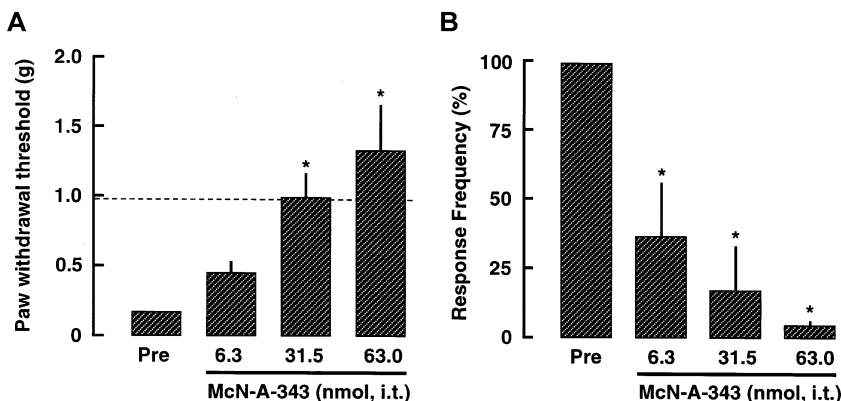 A
Paw withdrawal threshold (g)
2.0
1.5
1.0
0.5
0
*
*
Pre
6.3
31.5
63.0
McN-A-343 (nmol, i.t.)
B
Response Frequency (%)
100
75
50
25
0
*
*
*
Pre
6.3
31.5
63.0
McN-A-343 (nmol, i.t.)